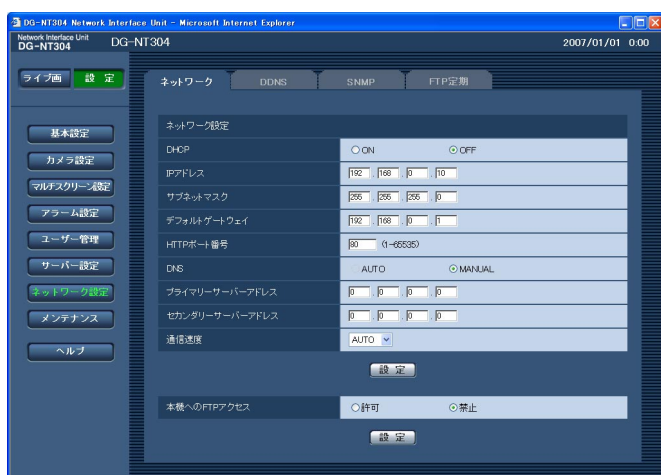 DG-NT304 Network Interface Unit - Microsoft Internet Explorer
Network Interface Unit
DG-NT304
DG-NT304
2007/01/01 0:00
ライブ画 設 定
ネットワーク DDNS SNMP FTP定期
基本設定
カメラ設定
マルチスクリーン設定
アラーム設定
ユーザー管理
サーバー設定
ネットワーク設定
メンテナンス
ヘルプ
ネットワーク設定
DHCP ON OFF
IPアドレス 192 . 168 . 0 . 10
サブネットマスク 255 . 255 . 255 . 0
デフォルトゲートウェイ 192 . 168 . 0 . 1
HTTPポート番号 80 (1-65535)
DNS AUTO MANUAL
プライマリーサーバーアドレス 0 . 0 . 0 . 0
セカンダリーサーバーアドレス 0 . 0 . 0 . 0
通信速度 AUTO
設 定
本機へのFTPアクセス 許可 禁止
設 定